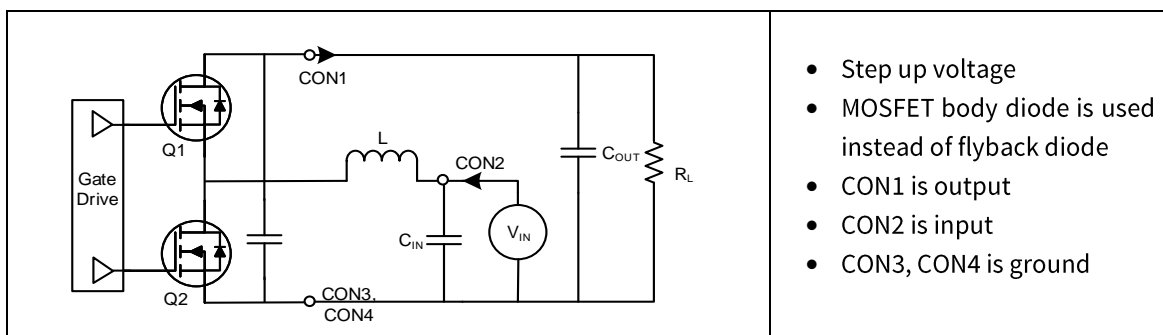 CON1
Q1
L
CON2
C_OUT
R_L
Gate
Drive
C_IN
V_IN
Q2
CON3,
CON4
• Step up voltage
• MOSFET body diode is used
instead of flyback diode
• CON1 is output
• CON2 is input
• CON3, CON4 is ground